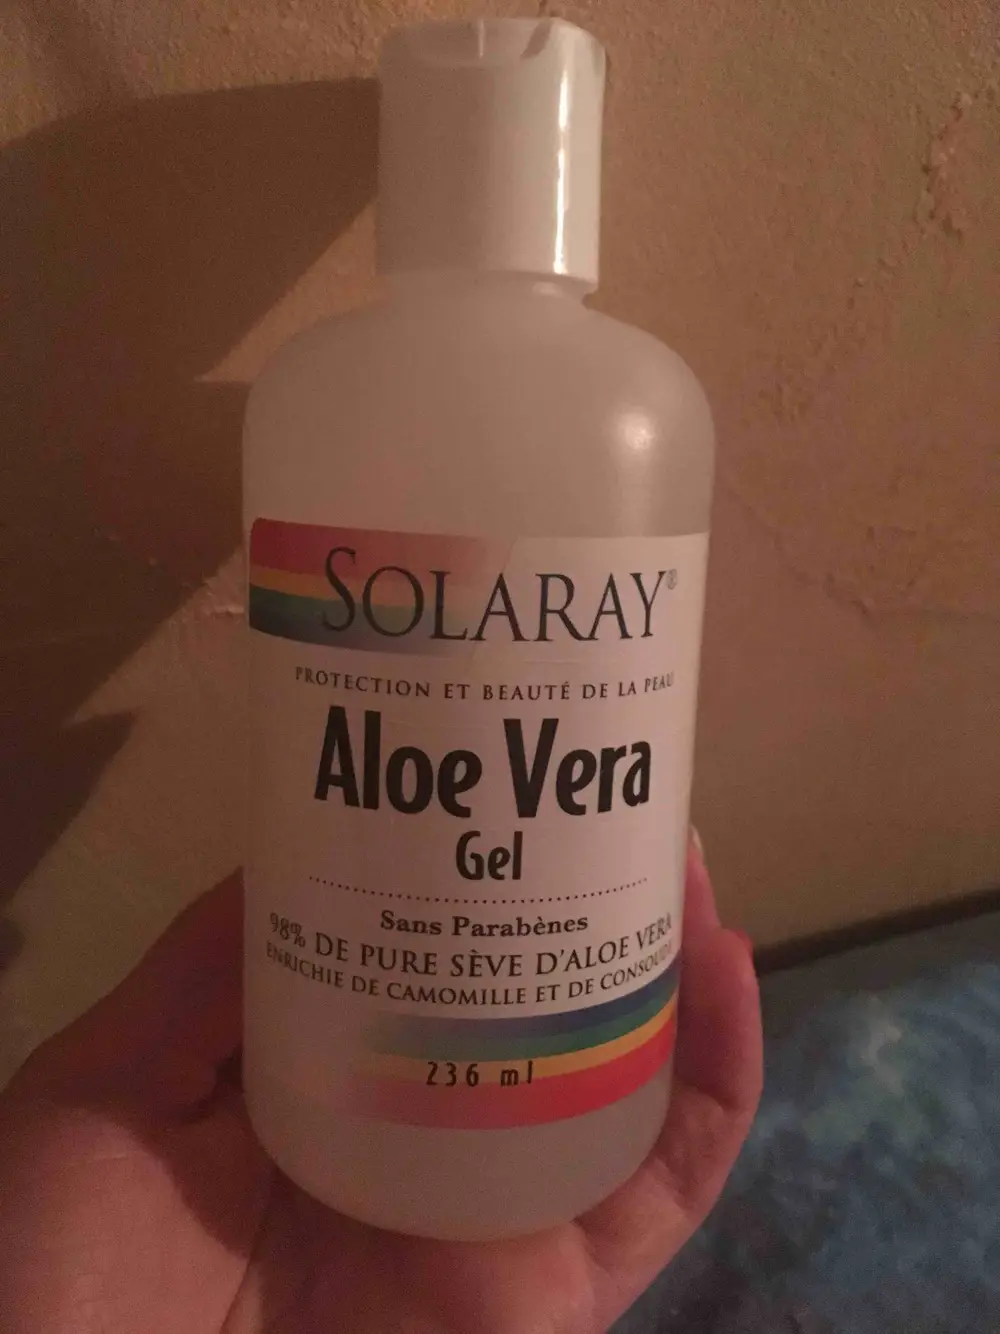 SOLARAY®
PROTECTION ET BEAUTÉ DE LA PEAU
Aloe Vera
Gel
Sans Parabènes
98% DE PURE SÈVE D'ALOE VERA
ENRICHIE DE CAMOMILLE ET DE CONSOUDE
236 ml